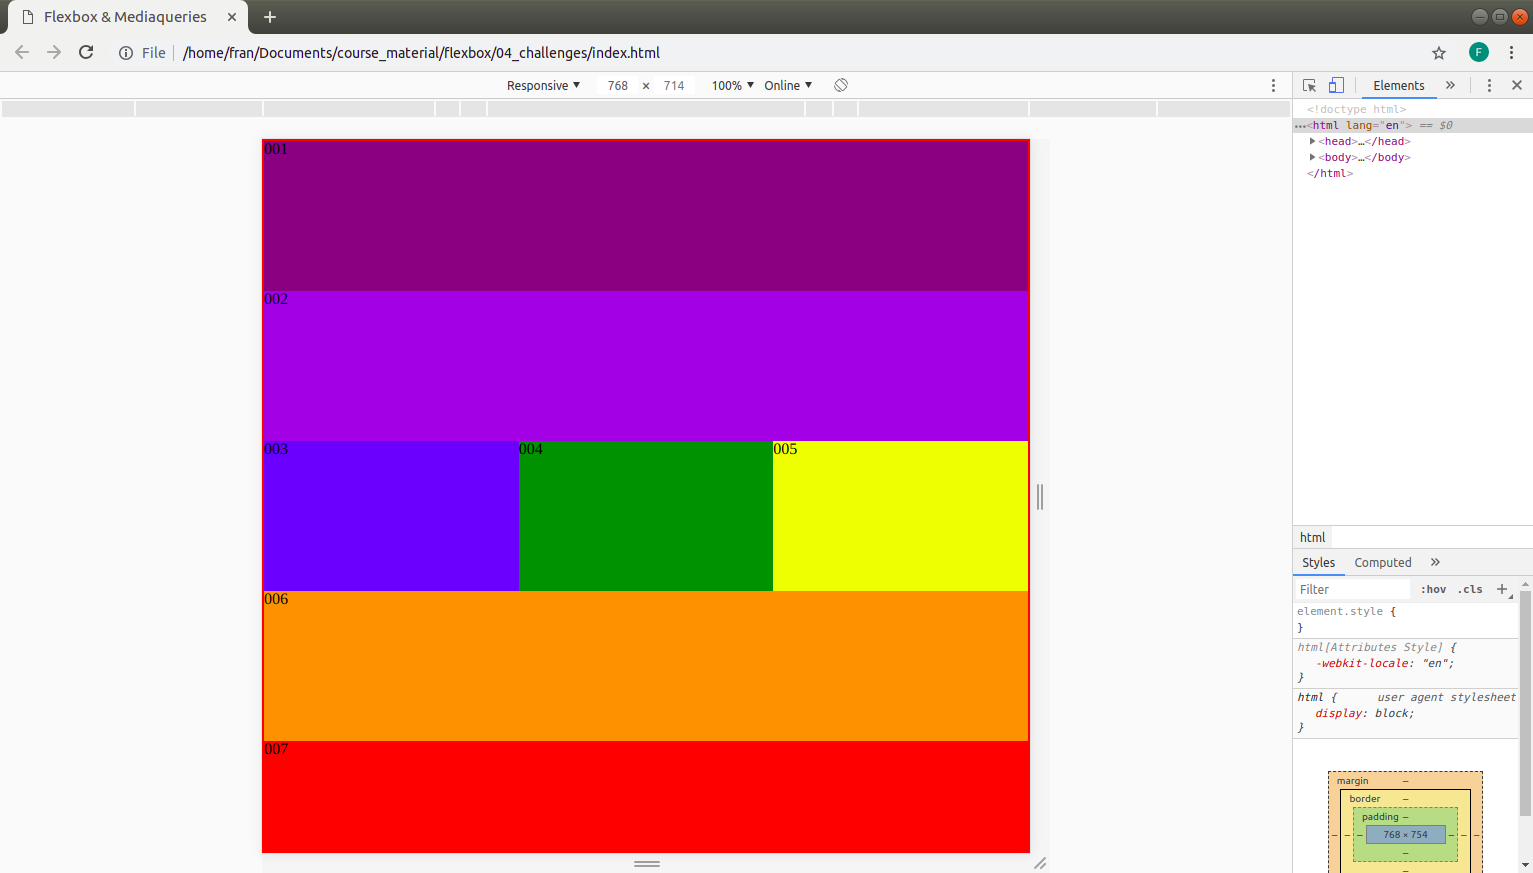 Flexbox & Mediaqueries
File /home/fran/Documents/course_material/flexbox/04_challenges/index.html F
Responsive 768 × 714 100% Online
Elements
<!doctype html>
…<html lang="en"> == $0
<head>…</head>
<body>…</body>
</html>
001
002
003 004 005
006
007
html
Styles Computed
Filter :hov .cls
element.style {
}
html[Attributes Style] {
-webkit-locale: "en";
}
html { user agent stylesheet
display: block;
}
margin –
border –
padding –
– – – 768 × 754 – – –
–
–